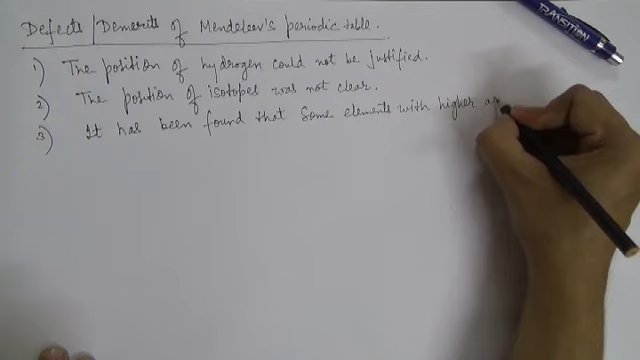 Defects / Demerits of Mendeleev's periodic table.
1) The position of hydrogen could not be justified.
2) The position of isotopes was not clear.
3) It has been found that some elements with higher
TRANSITION